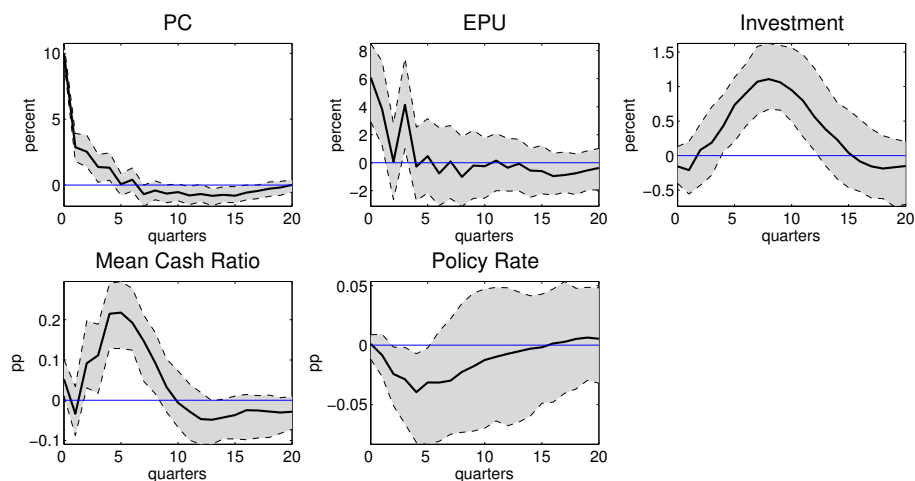 PC
EPU
Investment
percent
10
5
0
0 5 10 15 20
quarters
percent
8
6
4
2
0
−2
0 5 10 15 20
quarters
percent
1.5
1
0.5
0
−0.5
0 5 10 15 20
quarters
Mean Cash Ratio
Policy Rate
pp
0.2
0.1
0
−0.1
0 5 10 15 20
quarters
pp
0.05
0
−0.05
0 5 10 15 20
quarters